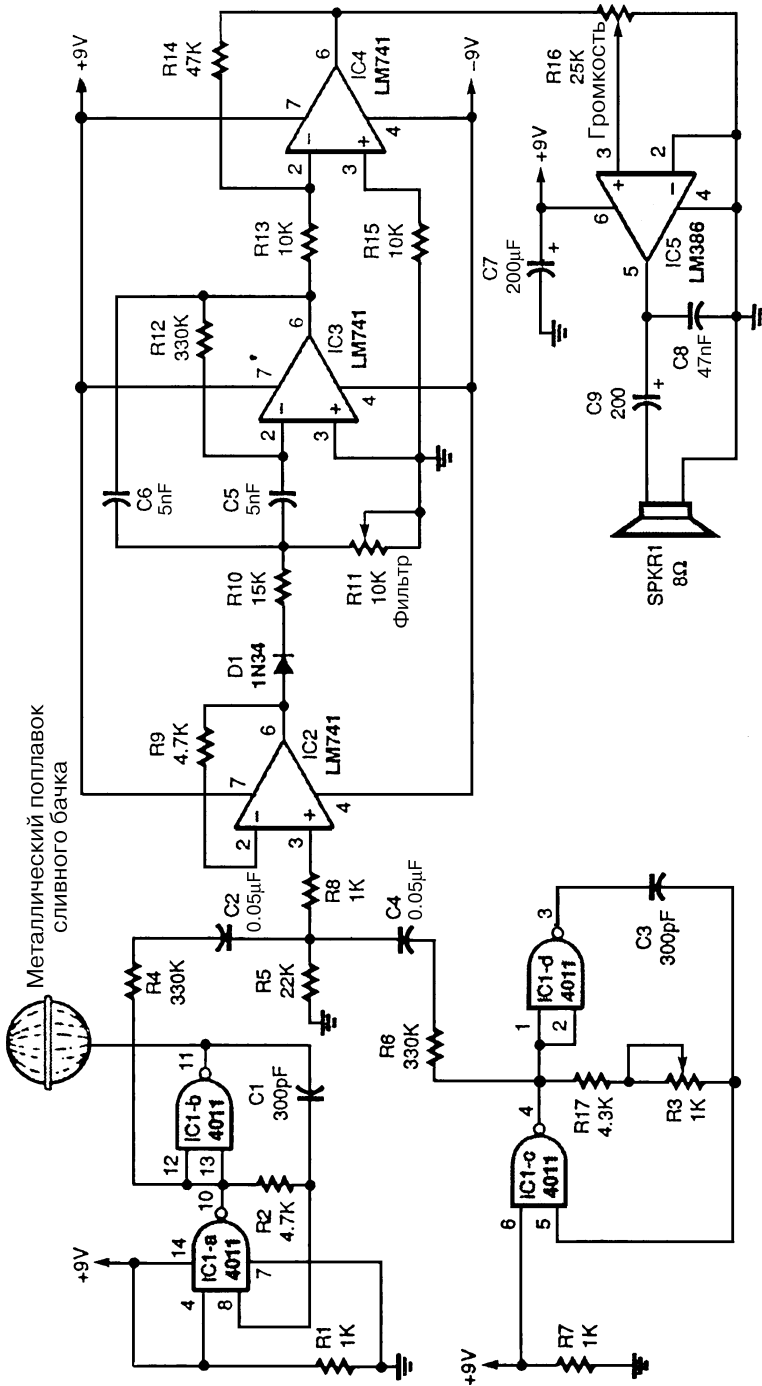 Металлический поплавок
сливного бачка
+9V
14
4
8
7
10
IC1-a
4011
R1
1K
12
13
11
IC1-b
4011
R2
4.7K
C1
300pF
R4
330K
C2
0.05µF
R5
22K
R8
1K
C4
0.05µF
R6
330K
+9V
R7
1K
6
5
4
IC1-c
4011
R17
4.3K
R3
1K
1
2
3
IC1-d
4011
C3
300pF
R9
4.7K
2
3
7
4
6
IC2
LM741
D1
1N34
R10
15K
R11
10K
Фильтр
C6
5nF
C5
5nF
R12
330K
2
3
7
4
6
IC3
LM741
R13
10K
R15
10K
R14
47K
2
3
7
4
6
IC4
LM741
+9V
−9V
R16
25K
Громкость
+9V
C7
200µF
+
3
2
6
4
5
+
−
IC5
LM386
C8
47nF
C9
200
+
SPKR1
8Ω